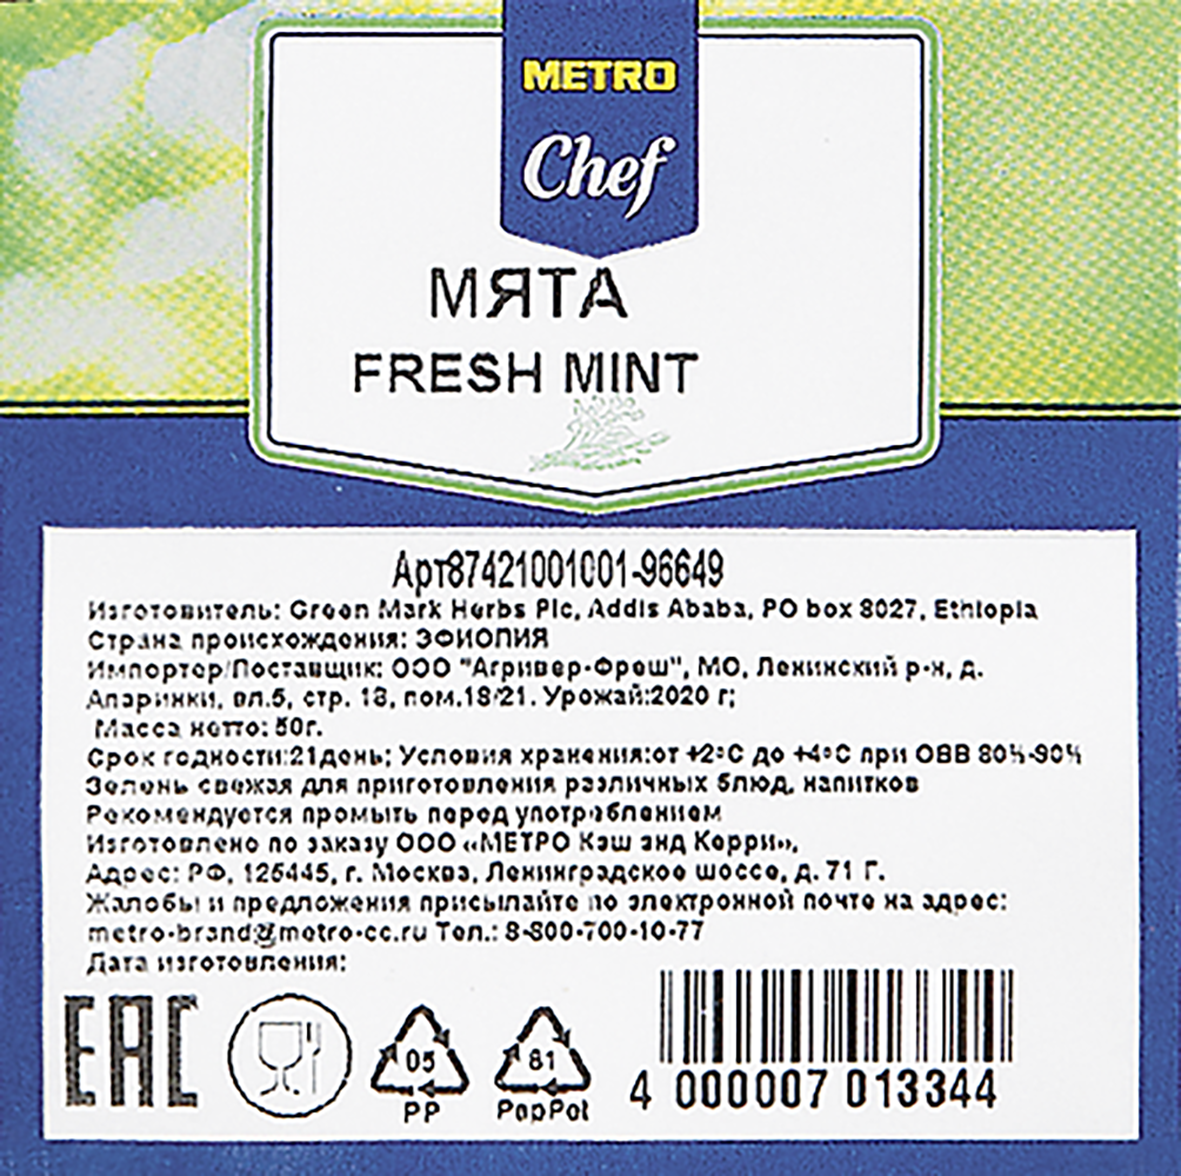 METRO
Chef
МЯТА
FRESH MINT
Арт87421001001-96649
Изготовитель: Green Mark Herbs Plc, Addis Ababa, PO box 8027, Ethiopia
Страна происхождения: ЭФИОПИЯ
Импортер/Поставщик: ООО "Агривер-Фреш", МО, Ленинский р-н, д.
Апаринки, вл.5, стр. 13, пом.18/21. Урожай:2020 г;
Масса нетто: 50г.
Срок годности:21день; Условия хранения:от +2°C до +4°C при ОВВ 80%-90%
Зелень свежая для приготовления различных блюд, напитков
Рекомендуется промыть перед употреблением
Изготовлено по заказу ООО «МЕТРО Кэш энд Керри»,
Адрес: РФ, 125445, г. Москва, Ленинградское шоссе, д. 71 Г.
Жалобы и предложения присылайте по электронной почте на адрес:
metro-brand@metro-cc.ru Тел.: 8-800-700-10-77
Дата изготовления:
EAC
05
PP
81
PapPet
4 000007 013344